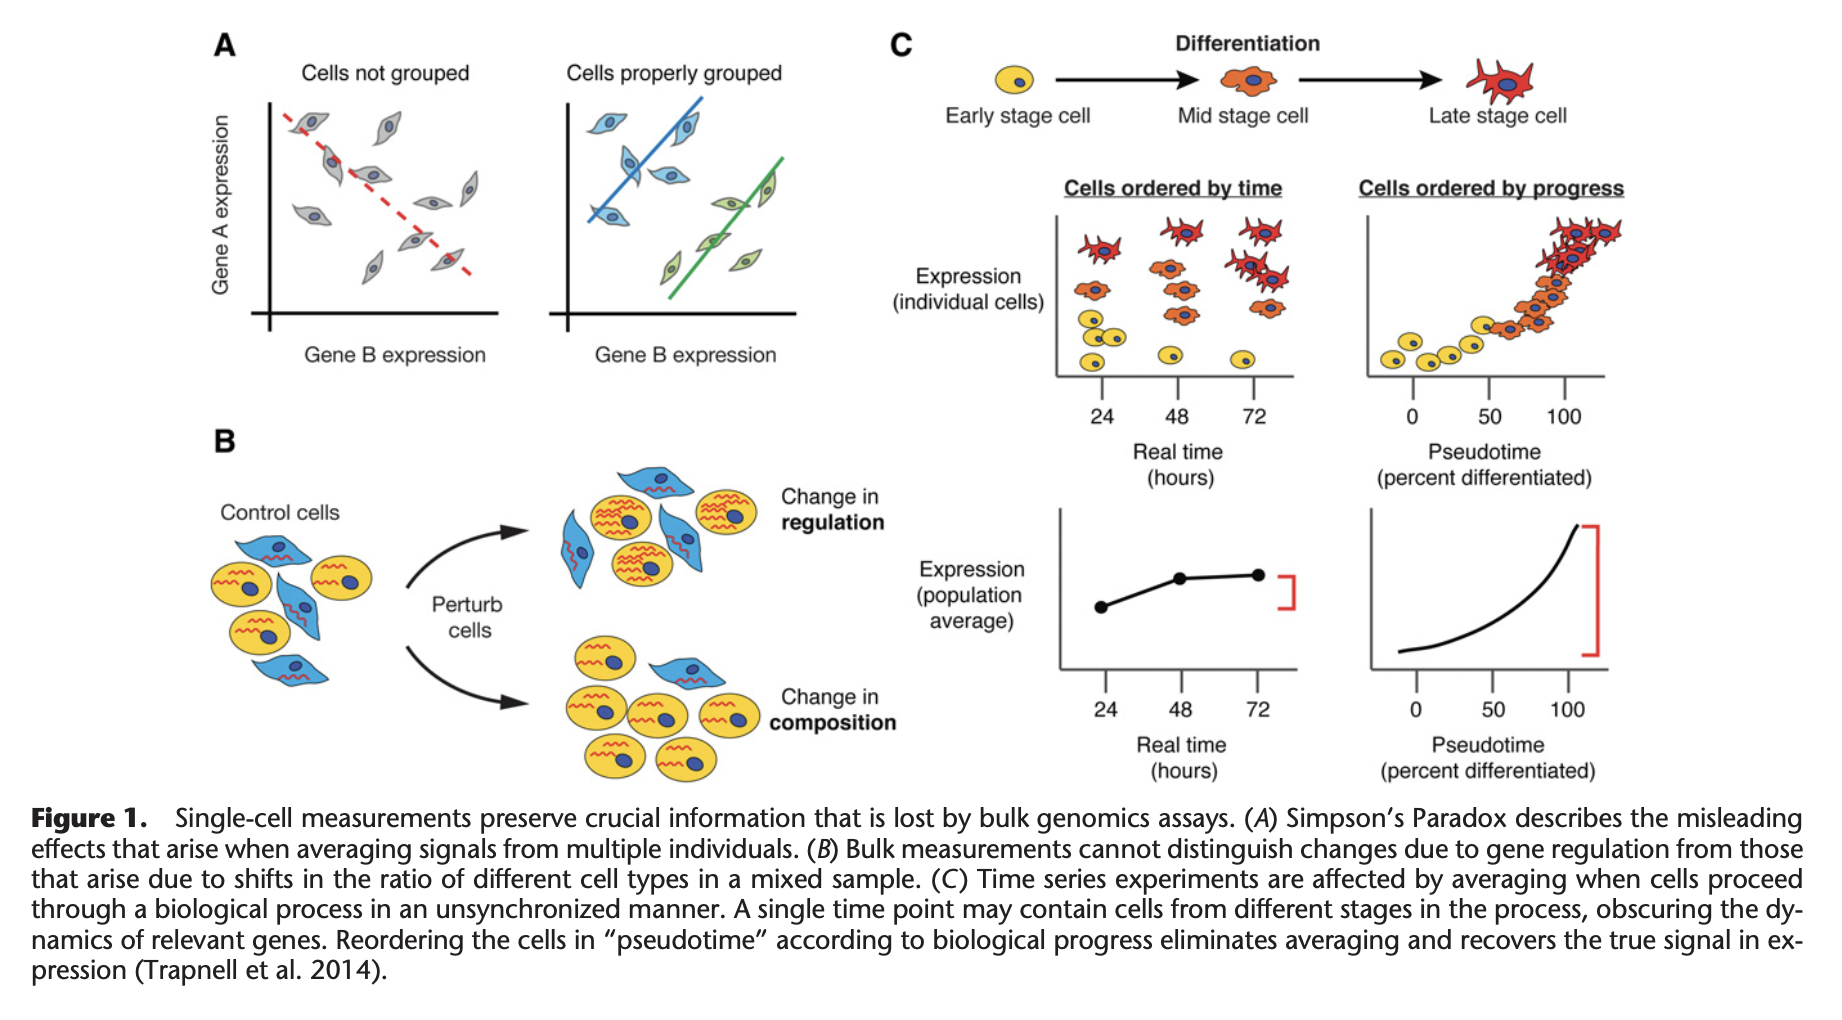 A
Cells not grouped
Cells properly grouped
Gene A expression
Gene B expression
Gene B expression
B
Control cells
Perturb
cells
Change in
regulation
Change in
composition
C
Differentiation
Early stage cell
Mid stage cell
Late stage cell
Cells ordered by time
Cells ordered by progress
Expression
(individual cells)
24 48 72
Real time
(hours)
0 50 100
Pseudotime
(percent differentiated)
Expression
(population
average)
24 48 72
Real time
(hours)
0 50 100
Pseudotime
(percent differentiated)
Figure 1. Single-cell measurements preserve crucial information that is lost by bulk genomics assays. (A) Simpson's Paradox describes the misleading
effects that arise when averaging signals from multiple individuals. (B) Bulk measurements cannot distinguish changes due to gene regulation from those
that arise due to shifts in the ratio of different cell types in a mixed sample. (C) Time series experiments are affected by averaging when cells proceed
through a biological process in an unsynchronized manner. A single time point may contain cells from different stages in the process, obscuring the dy-
namics of relevant genes. Reordering the cells in “pseudotime” according to biological progress eliminates averaging and recovers the true signal in ex-
pression (Trapnell et al. 2014).